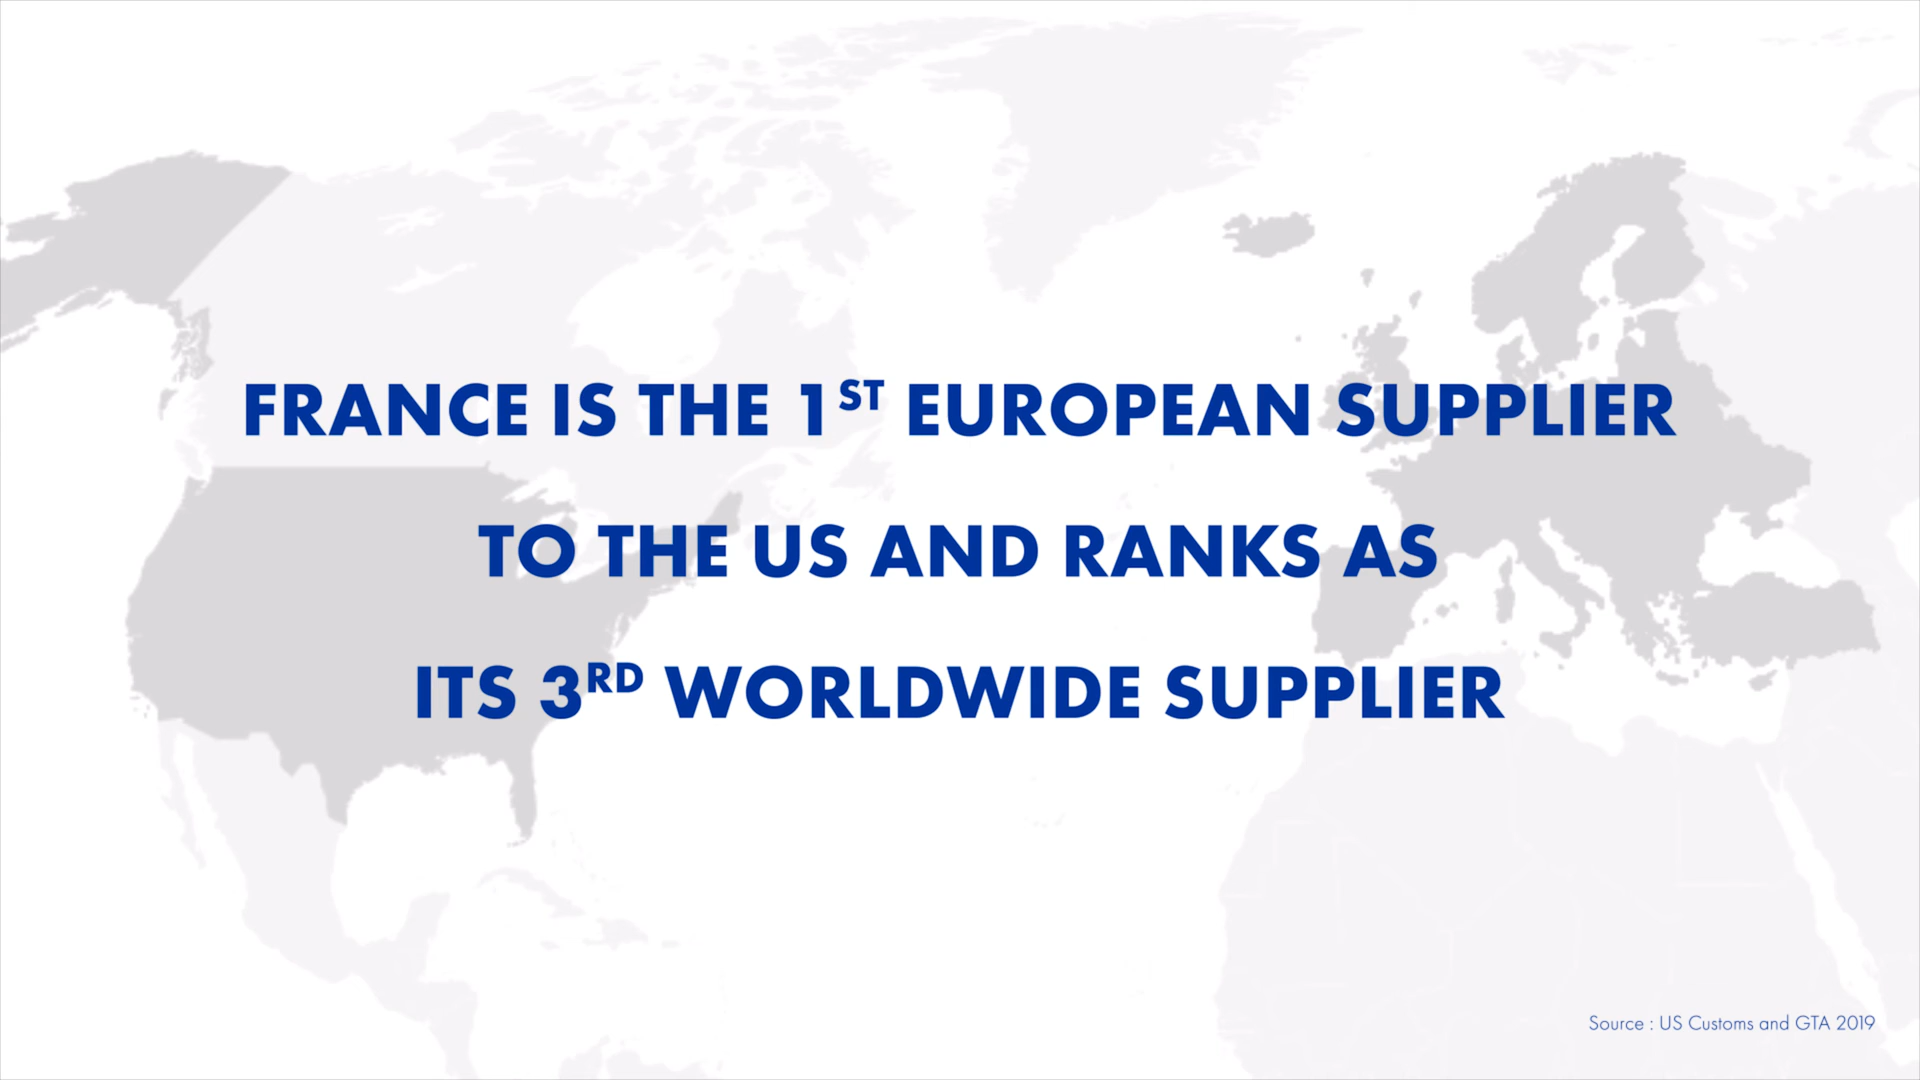 FRANCE IS THE 1ST EUROPEAN SUPPLIER
TO THE US AND RANKS AS
ITS 3RD WORLDWIDE SUPPLIER
Source : US Customs and GTA 2019